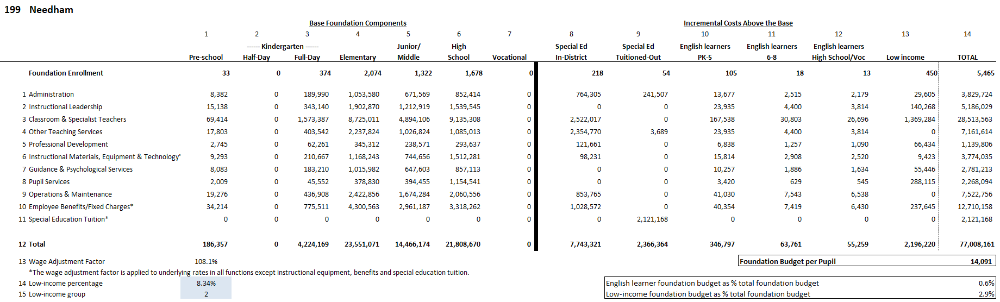 199 Needham
Base Foundation Components Incremental Costs Above the Base
1 2 3 4 5 6 7 8 9 10 11 12 13 14
------ Kindergarten ------ Junior/ High Special Ed Special Ed English learners English learners English learners
Pre-school Half-Day Full-Day Elementary Middle School Vocational In-District Tuitioned-Out PK-5 6-8 High School/Voc Low income TOTAL
Foundation Enrollment 33 0 374 2,074 1,322 1,678 0 218 54 105 18 13 450 5,465
1 Administration 8,382 0 189,990 1,053,580 671,569 852,414 0 764,305 241,507 13,677 2,515 2,179 29,605 3,829,724
2 Instructional Leadership 15,138 0 343,140 1,902,870 1,212,919 1,539,545 0 0 0 23,935 4,400 3,814 140,268 5,186,029
3 Classroom & Specialist Teachers 69,414 0 1,573,387 8,725,011 4,894,106 9,135,308 0 2,522,017 0 167,538 30,803 26,696 1,369,284 28,513,563
4 Other Teaching Services 17,803 0 403,542 2,237,824 1,026,824 1,085,013 0 2,354,770 3,689 23,935 4,400 3,814 0 7,161,614
5 Professional Development 2,745 0 62,261 345,312 238,571 293,637 0 121,661 0 6,838 1,257 1,090 66,434 1,139,806
6 Instructional Materials, Equipment & Technology* 9,293 0 210,667 1,168,243 744,656 1,512,281 0 98,231 0 15,814 2,908 2,520 9,423 3,774,035
7 Guidance & Psychological Services 8,083 0 183,210 1,015,982 647,603 857,113 0 0 0 10,257 1,886 1,634 55,446 2,781,213
8 Pupil Services 2,009 0 45,552 378,830 394,455 1,154,541 0 0 0 3,420 629 545 288,115 2,268,094
9 Operations & Maintenance 19,276 0 436,908 2,422,856 1,674,284 2,060,556 0 853,765 0 41,030 7,543 6,538 0 7,522,756
10 Employee Benefits/Fixed Charges* 34,214 0 775,511 4,300,563 2,961,187 3,318,262 0 1,028,572 0 40,354 7,419 6,430 237,645 12,710,158
11 Special Education Tuition* 0 0 0 0 0 0 0 0 2,121,168 0 0 0 0 2,121,168
12 Total 186,357 0 4,224,169 23,551,071 14,466,174 21,808,670 0 7,743,321 2,366,364 346,797 63,761 55,259 2,196,220 77,008,161
13 Wage Adjustment Factor 108.1% Foundation Budget per Pupil 14,091
*The wage adjustment factor is applied to underlying rates in all functions except instructional equipment, benefits and special education tuition.
14 Low-income percentage 8.34% English learner foundation budget as % total foundation budget 0.6%
15 Low-income group 2 Low-income foundation budget as % total foundation budget 2.9%